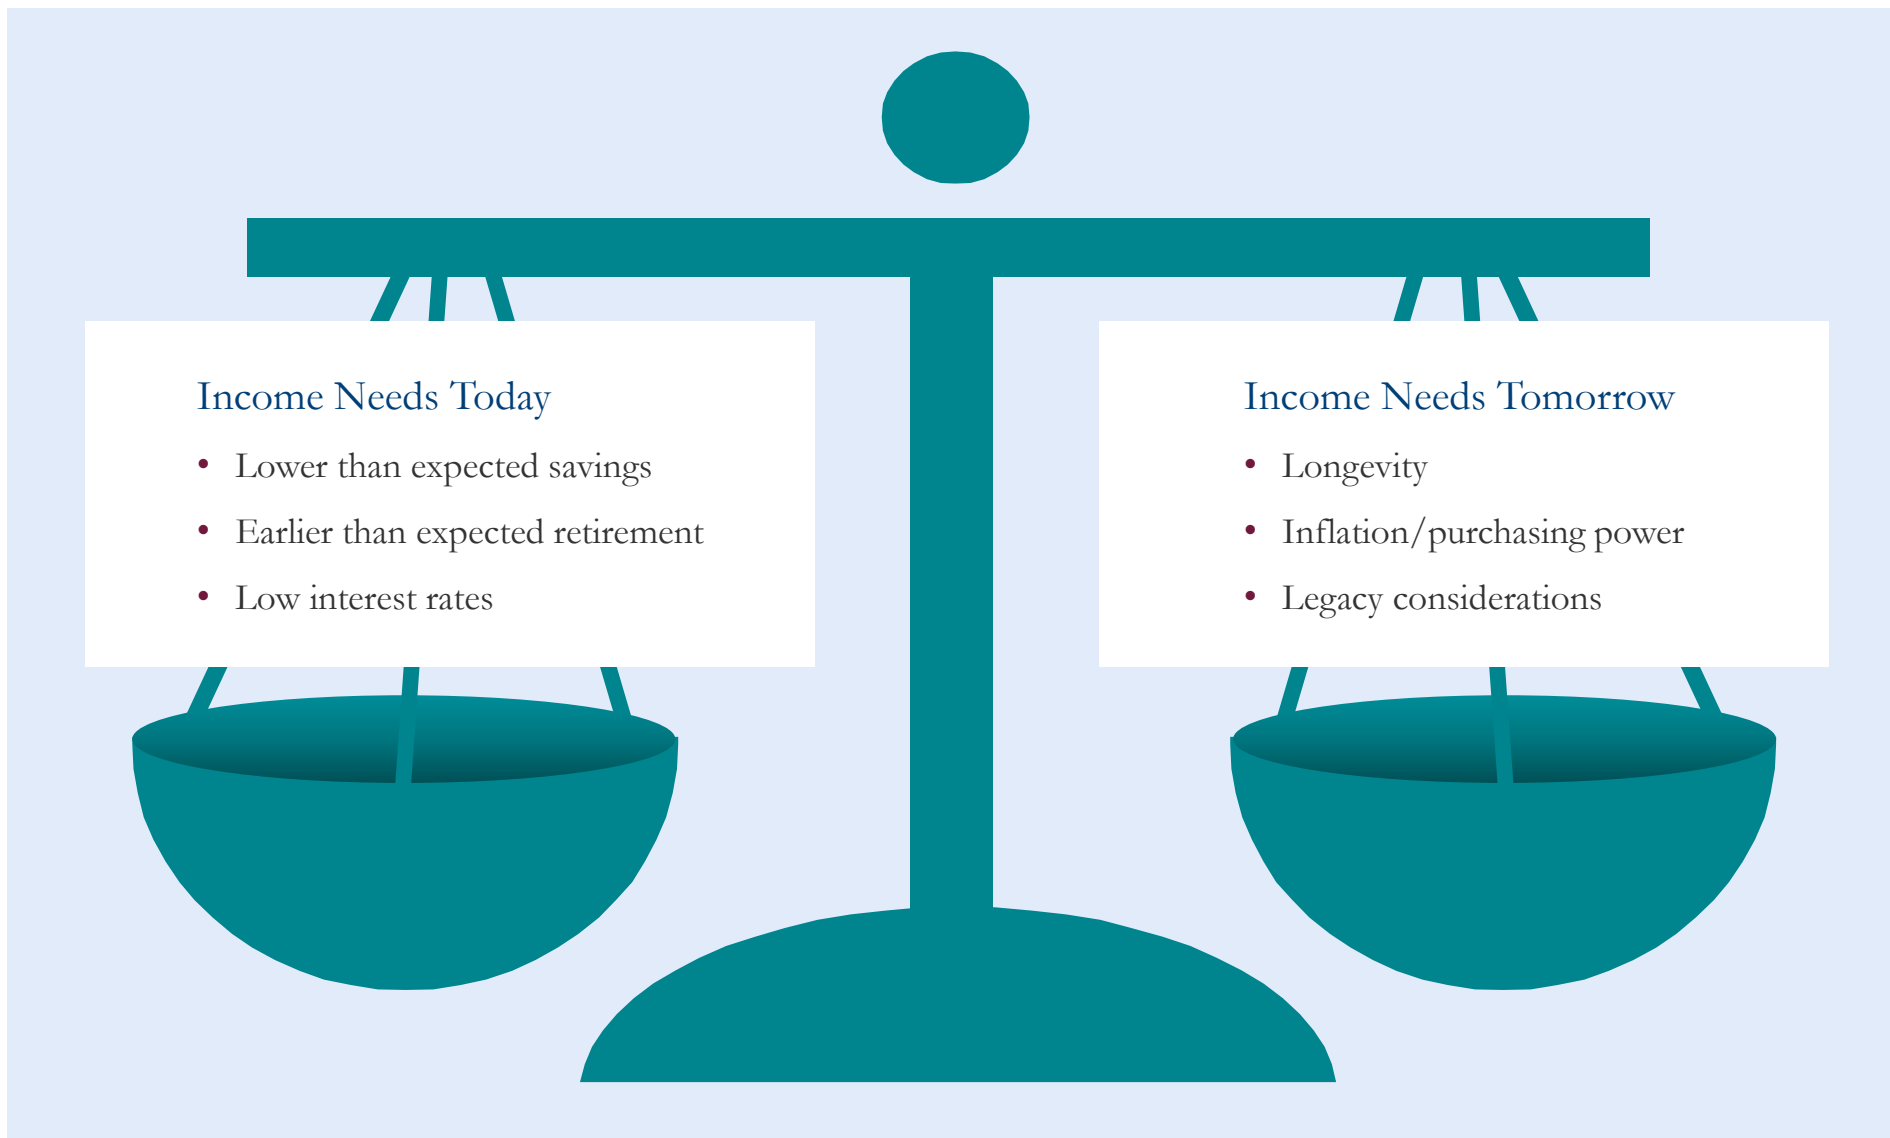 Income Needs Today
• Lower than expected savings
• Earlier than expected retirement
• Low interest rates
Income Needs Tomorrow
• Longevity
• Inflation/purchasing power
• Legacy considerations